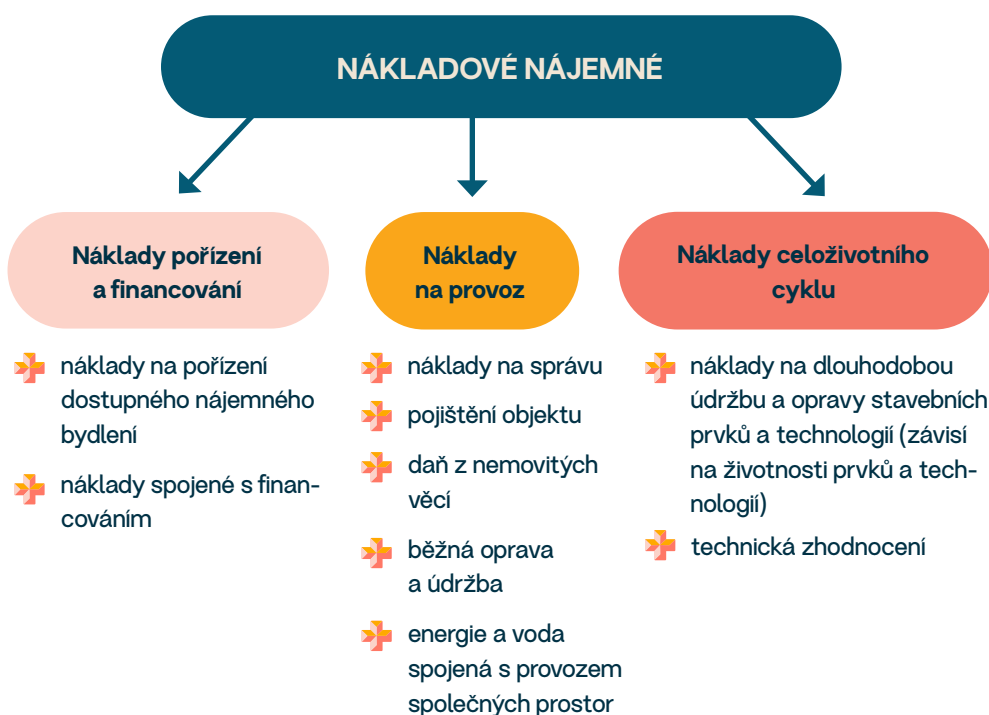 NÁKLADOVÉ NÁJEMNÉ
Náklady pořízení
a financování
náklady na pořízení
dostupného nájemného
bydlení
náklady spojené s finan-
cováním
Náklady
na provoz
náklady na správu
pojištění objektu
daň z nemovitých
věcí
běžná oprava
a údržba
energie a voda
spojená s provozem
společných prostor
Náklady celoživotního
cyklu
náklady na dlouhodobou
údržbu a opravy stavebních
prvků a technologií (závisí
na životnosti prvků a tech-
nologií)
technická zhodnocení